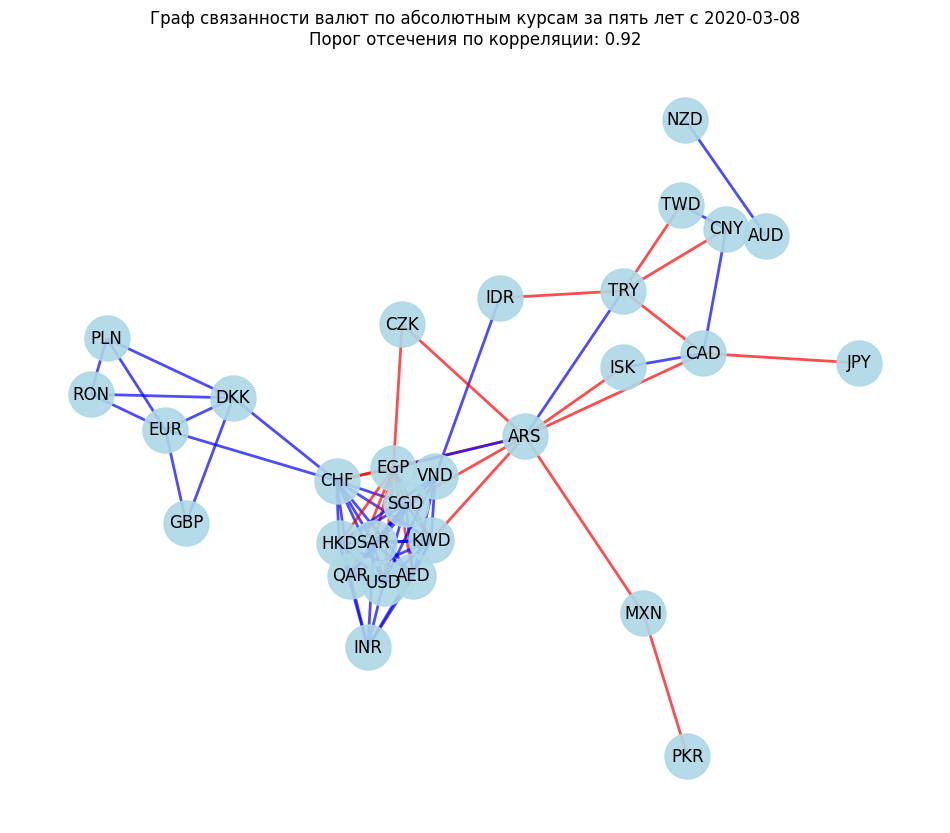 Граф связанности валют по абсолютным курсам за пять лет с 2020-03-08
Порог отсечения по корреляции: 0.92
NZD
TWD
CNY
AUD
TRY
IDR
CZK
PLN
CAD
JPY
ISK
RON
DKK
EUR
ARS
EGP
VND
CHF
SGD
GBP
HKD
SAR
KWD
QAR
USD
AED
MXN
INR
PKR